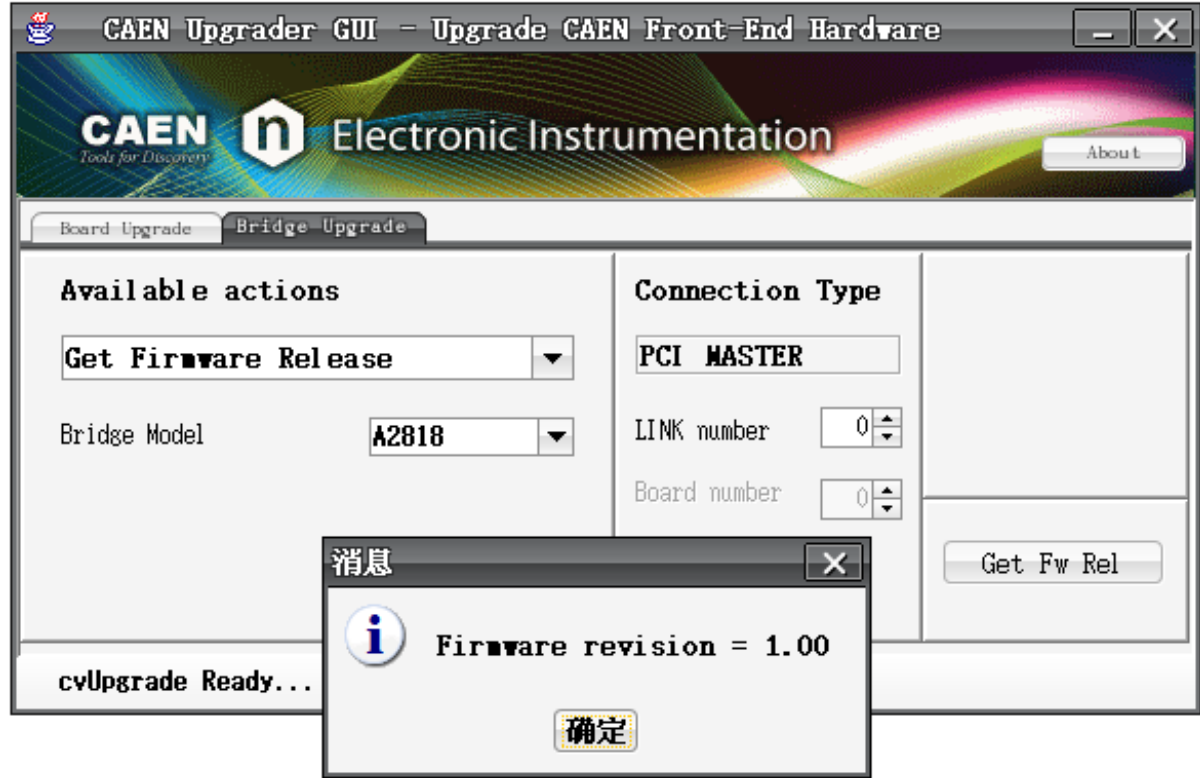 CAEN Upgrader GUI - Upgrade CAEN Front-End Hardware
CAEN n Electronic Instrumentation
Tools for Discovery
About
Board Upgrade
Bridge Upgrade
Available actions
Get Firmware Release
Bridge Model
A2818
Connection Type
PCI MASTER
LINK number
0
Board number
0
Get Fw Rel
消息
Firmware revision = 1.00
确定
cvUpgrade Ready...